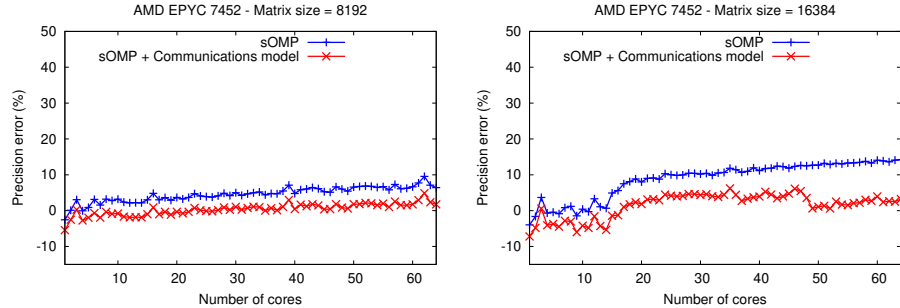 AMD EPYC 7452 - Matrix size = 8192
50
40
30
20
10
0
-10
10 20 30 40 50 60
Precision error (%)
Number of cores
sOMP
sOMP + Communications model
AMD EPYC 7452 - Matrix size = 16384
50
40
30
20
10
0
-10
10 20 30 40 50 60
Precision error (%)
Number of cores
sOMP
sOMP + Communications model